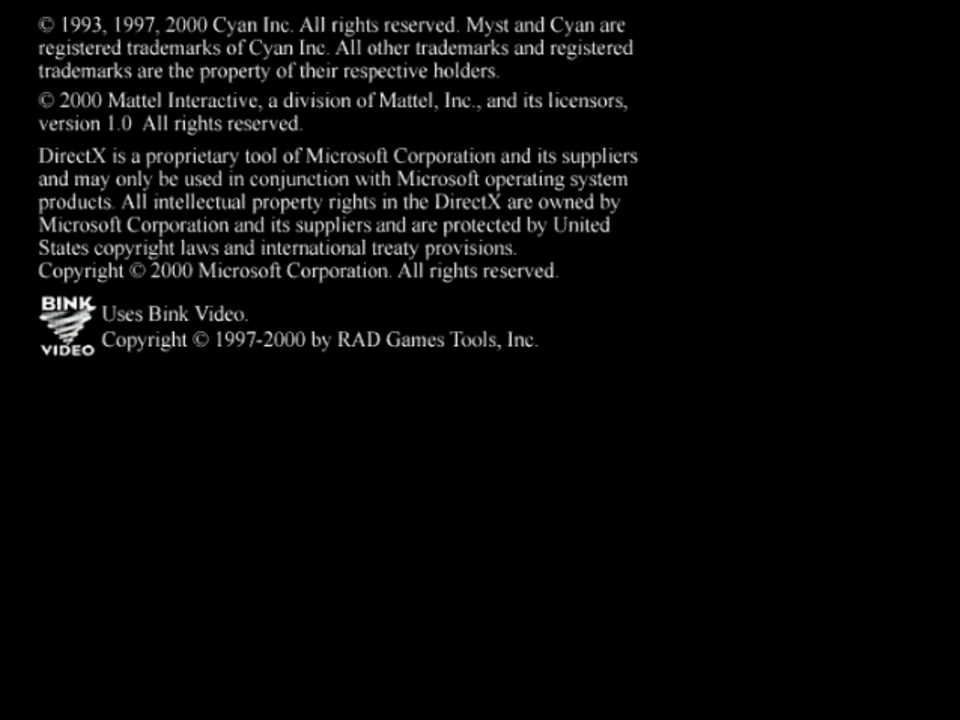 © 1993, 1997, 2000 Cyan Inc. All rights reserved. Myst and Cyan are
registered trademarks of Cyan Inc. All other trademarks and registered
trademarks are the property of their respective holders.
© 2000 Mattel Interactive, a division of Mattel, Inc., and its licensors,
version 1.0 All rights reserved.
DirectX is a proprietary tool of Microsoft Corporation and its suppliers
and may only be used in conjunction with Microsoft operating system
products. All intellectual property rights in the DirectX are owned by
Microsoft Corporation and its suppliers and are protected by United
States copyright laws and international treaty provisions.
Copyright © 2000 Microsoft Corporation. All rights reserved.
BINK
VIDEO
Uses Bink Video.
Copyright © 1997-2000 by RAD Games Tools, Inc.